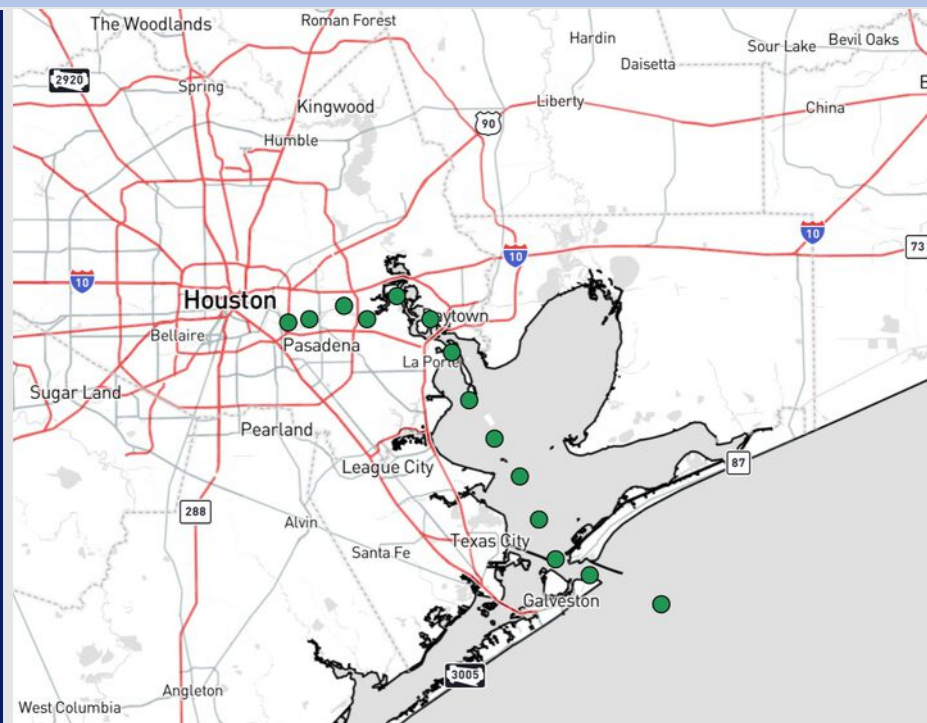 The Woodlands
Roman Forest
Hardin
Sour Lake
Bevil Oaks
Daisetta
2920
Spring
Kingwood
Liberty
China
90
Humble
10
10
73
10
Houston
Bellaire
Pasadena
La Porte
Sugar Land
Pearland
League City
87
288
Alvin
Santa Fe
Texas City
Galveston
3005
Angleton
West Columbia